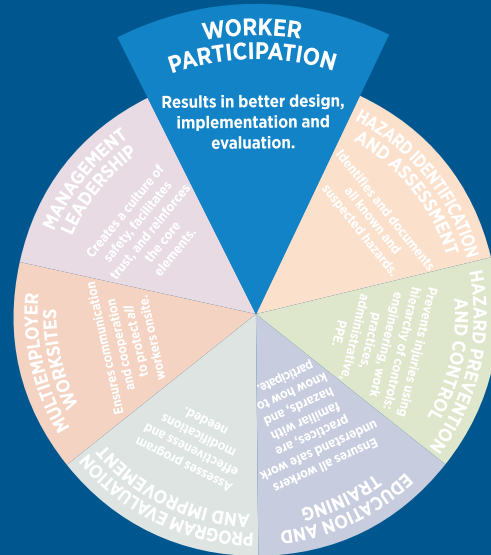 WORKER
PARTICIPATION
Results in better design,
implementation and
evaluation.
HAZARD IDENTIFICATION
AND ASSESSMENT
Identifies and documents
all known and
suspected hazards.
HAZARD PREVENTION
AND CONTROL
Prevents injuries using
hierarchy of controls:
engineering, work
practices,
administrative,
PPE.
EDUCATION AND
TRAINING
Ensures all workers
understand safe work
practices, are
familiar with
hazards, and
know how to
participate.
PROGRAM EVALUATION
AND IMPROVEMENT
Assesses program
effectiveness and
modifications
needed.
MULTIEMPLOYER
WORKSITES
Ensures communication
and cooperation
to protect all
workers onsite.
MANAGEMENT
LEADERSHIP
Creates a culture of
safety, facilitates
trust, and reinforces
the core
elements.